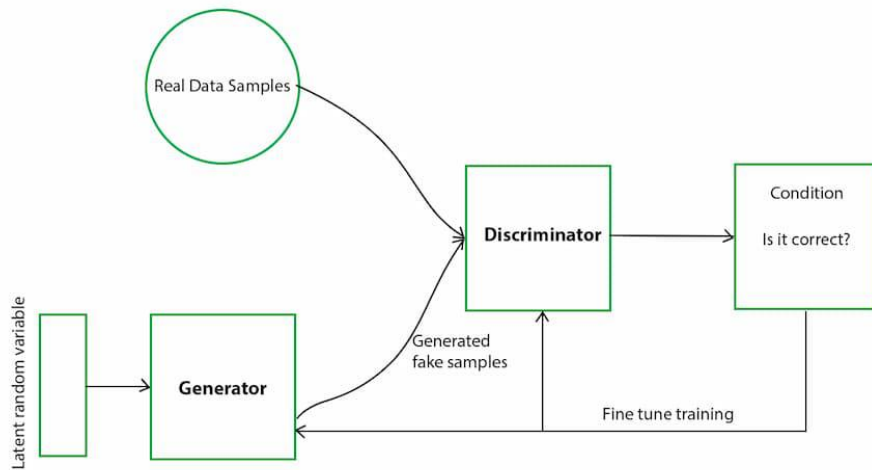 Real Data Samples
Condition
Is it correct?
Discriminator
Latent random variable
Generator
Generated
fake samples
Fine tune training